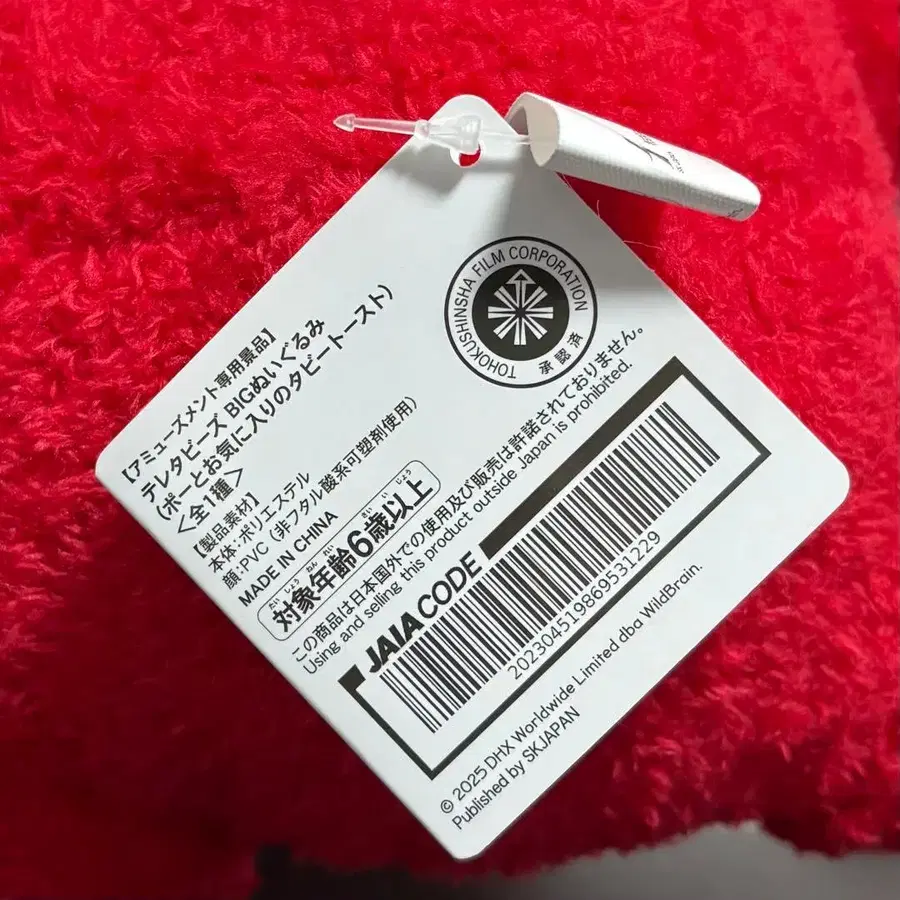 【アミューズメント専用景品】
テレタビーズ BIGぬいぐるみ
(ポーとお気に入りのタビートースト)
<全1種>
【製品素材】
本体:ポリエステル
顔:PVC(非フタル酸系可塑剤使用)
MADE IN CHINA
たいしょうねんれい さいいじょう
対象年齢6歳以上
この商品は日本国外での使用及び販売は許諾されておりません。
Using and selling this product outside Japan is prohibited.
JAIA CODE
202304519869531229
© 2025 DHX Worldwide Limited dba WildBrain.
Published by SKJAPAN
TOHOKUSHINSHA FILM CORPORATION
承認済